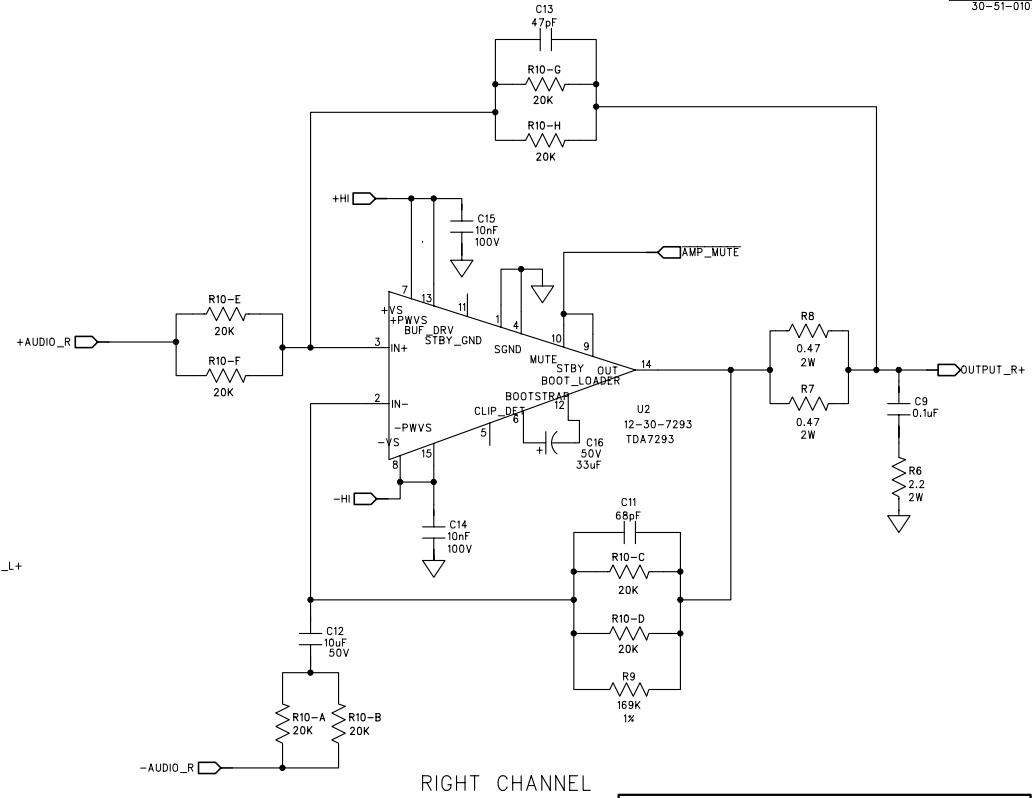 30-51-010
C13
47pF
R10-G
20K
R10-H
20K
+HI
C15
10nF
100V
AMP_MUTE
7
13
11
1
4
10
9
+VS
+PWVS
BUF_DRV
STBY_GND
SGND
MUTE
STBY
OUT
BOOT_LOADER
BOOTSTRAP
CLIP_DET
12
6
5
R10-E
20K
R10-F
20K
+AUDIO_R
3
IN+
2
IN-
-PWVS
-VS
8
15
14
R8
0.47
2W
R7
0.47
2W
OUTPUT_R+
C9
0.1uF
R6
2.2
2W
U2
12-30-7293
TDA7293
+
C16
50V
33uF
-HI
C14
10nF
100V
_L+
C11
68pF
R10-C
20K
R10-D
20K
R9
169K
1%
C12
10uF
50V
R10-A
20K
R10-B
20K
-AUDIO_R
RIGHT CHANNEL